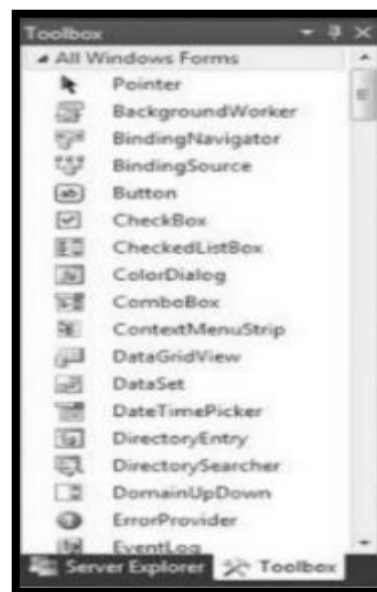 Toolbox
All Windows Forms
Pointer
BackgroundWorker
BindingNavigator
BindingSource
ab
Button
CheckBox
CheckedListBox
ColorDialog
ComboBox
ContextMenuStrip
DataGridView
DataSet
DateTimePicker
DirectoryEntry
DirectorySearcher
DomainUpDown
ErrorProvider
EventLog
Server Explorer Toolbox